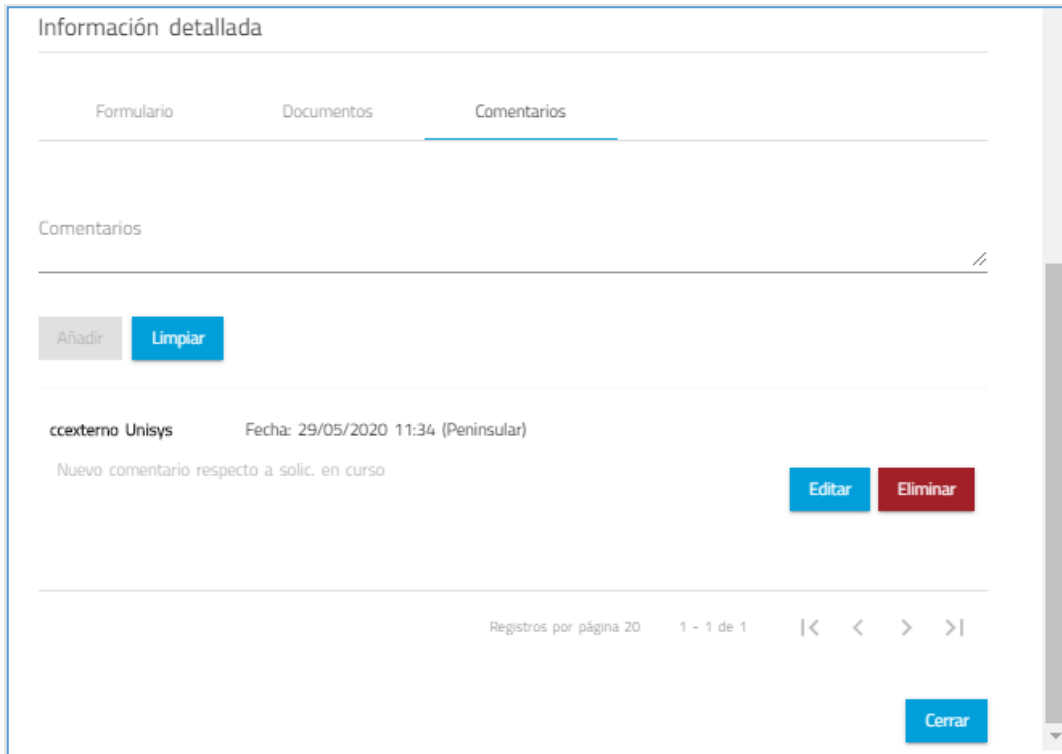 Información detallada
Formulario Documentos Comentarios
Comentarios
Añadir Limpiar
ccexterno Unisys Fecha: 29/05/2020 11:34 (Peninsular)
Nuevo comentario respecto a solic. en curso
Editar Eliminar
Registros por página 20 1 - 1 de 1
Cerrar